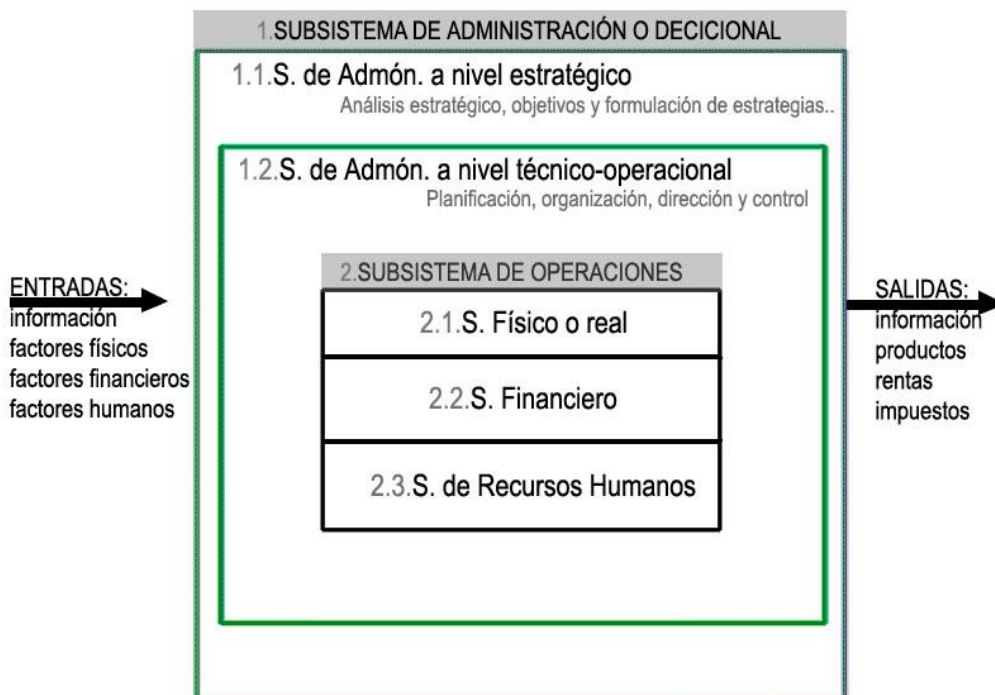 1.SUBSISTEMA DE ADMINISTRACIÓN O DECICIONAL
1.1.S. de Admón. a nivel estratégico
Análisis estratégico, objetivos y formulación de estrategias..
1.2.S. de Admón. a nivel técnico-operacional
Planificación, organización, dirección y control
ENTRADAS:
información
factores físicos
factores financieros
factores humanos
2.SUBSISTEMA DE OPERACIONES
2.1.S. Físico o real
2.2.S. Financiero
2.3.S. de Recursos Humanos
SALIDAS:
información
productos
rentas
impuestos